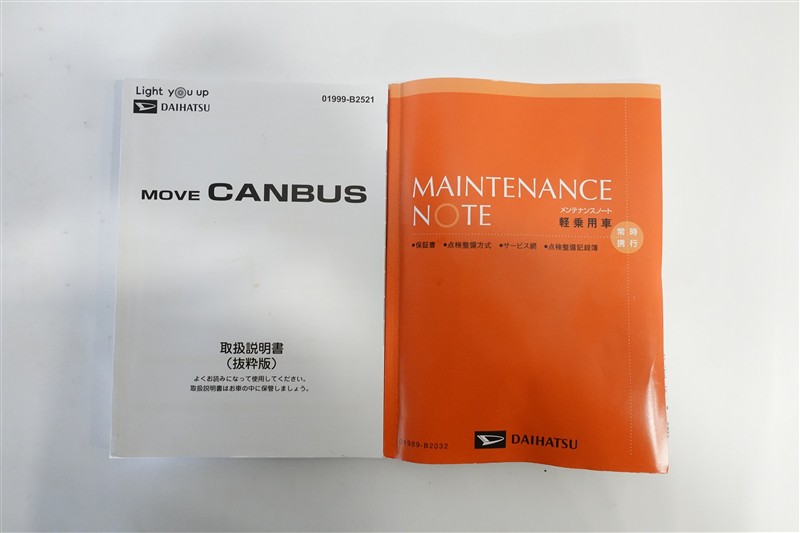 Light you up
DAIHATSU
01999-B2521
MOVE CANBUS
取扱説明書
(抜粋版)
よくお読みになって使用してください。
取扱説明書はお車の中に保管しましょう。
MAINTENANCE
NOTE
メンテナンスノート
軽乗用車
常時
携行
•保証書 •点検整備方式 •サービス網 •点検整備記録簿
01989-B2032
DAIHATSU